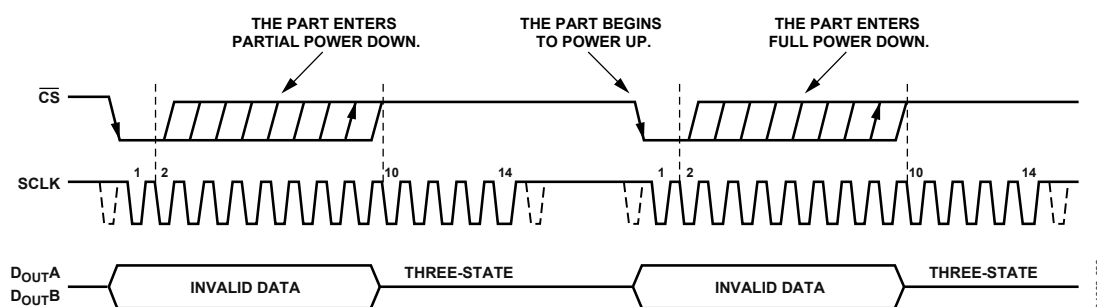 THE PART ENTERS
PARTIAL POWER DOWN.
THE PART BEGINS
TO POWER UP.
THE PART ENTERS
FULL POWER DOWN.
CS
SCLK
1 2 10 14 1 2 10 14
DOUTA
DOUTB
INVALID DATA
THREE-STATE
INVALID DATA
THREE-STATE